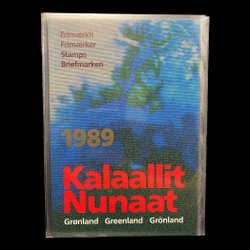 Frimærkit
Frimærker
Stamps
Briefmarken
1989
Kalaallit
Nunaat
Grønland · Greenland · Grönland